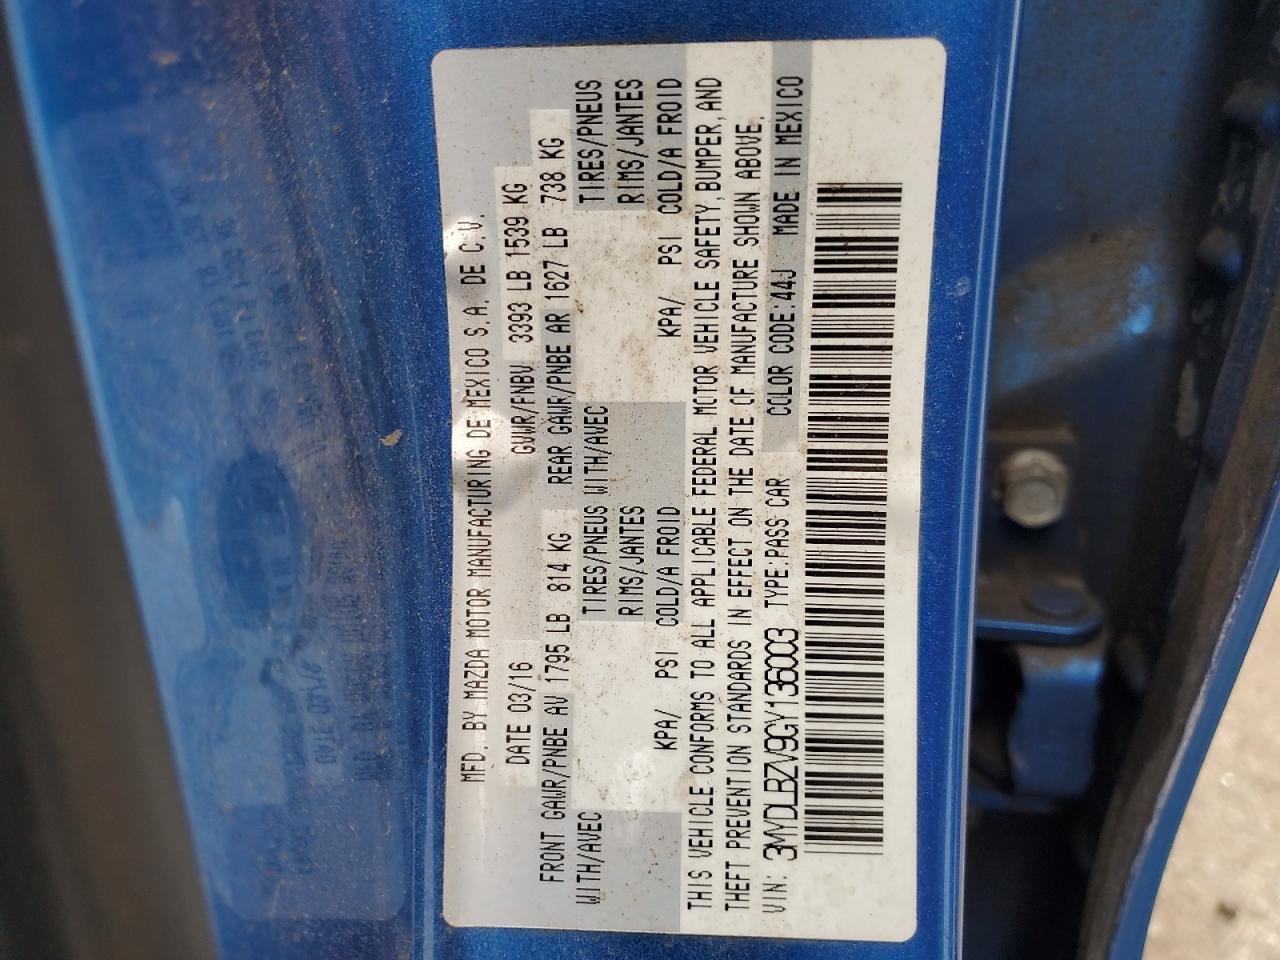 MFD. BY MAZDA MOTOR MANUFACTURING DE MEXICO S.A. DE C.V.
DATE 03/16 GVWR/PNBV 3393 LB 1539 KG
FRONT GAWR/PNBE AV 1795 LB 814 KG REAR GAWR/PNBE AR 1627 LB 738 KG
WITH/AVEC TIRES/PNEUS WITH/AVEC TIRES/PNEUS
RIMS/JANTES RIMS/JANTES
KPA/ PSI COLD/A FROID KPA/ PSI COLD/A FROID
THIS VEHICLE CONFORMS TO ALL APPLICABLE FEDERAL MOTOR VEHICLE SAFETY, BUMPER, AND
THEFT PREVENTION STANDARDS IN EFFECT ON THE DATE OF MANUFACTURE SHOWN ABOVE.
VIN: 3MYDLBZV9GY136003 TYPE:PASS CAR COLOR CODE:44J MADE IN MEXICO